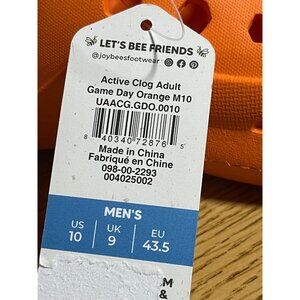 LET'S BEE FRIENDS
@joybeesfootwear
Active Clog Adult
Game Day Orange M10
UAACG.GDO.0010
8 40340 72876 5
Made in China
Fabriqué en Chine
098-00-2293
004025002
MEN'S
US UK EU
10 9 43.5
M
&